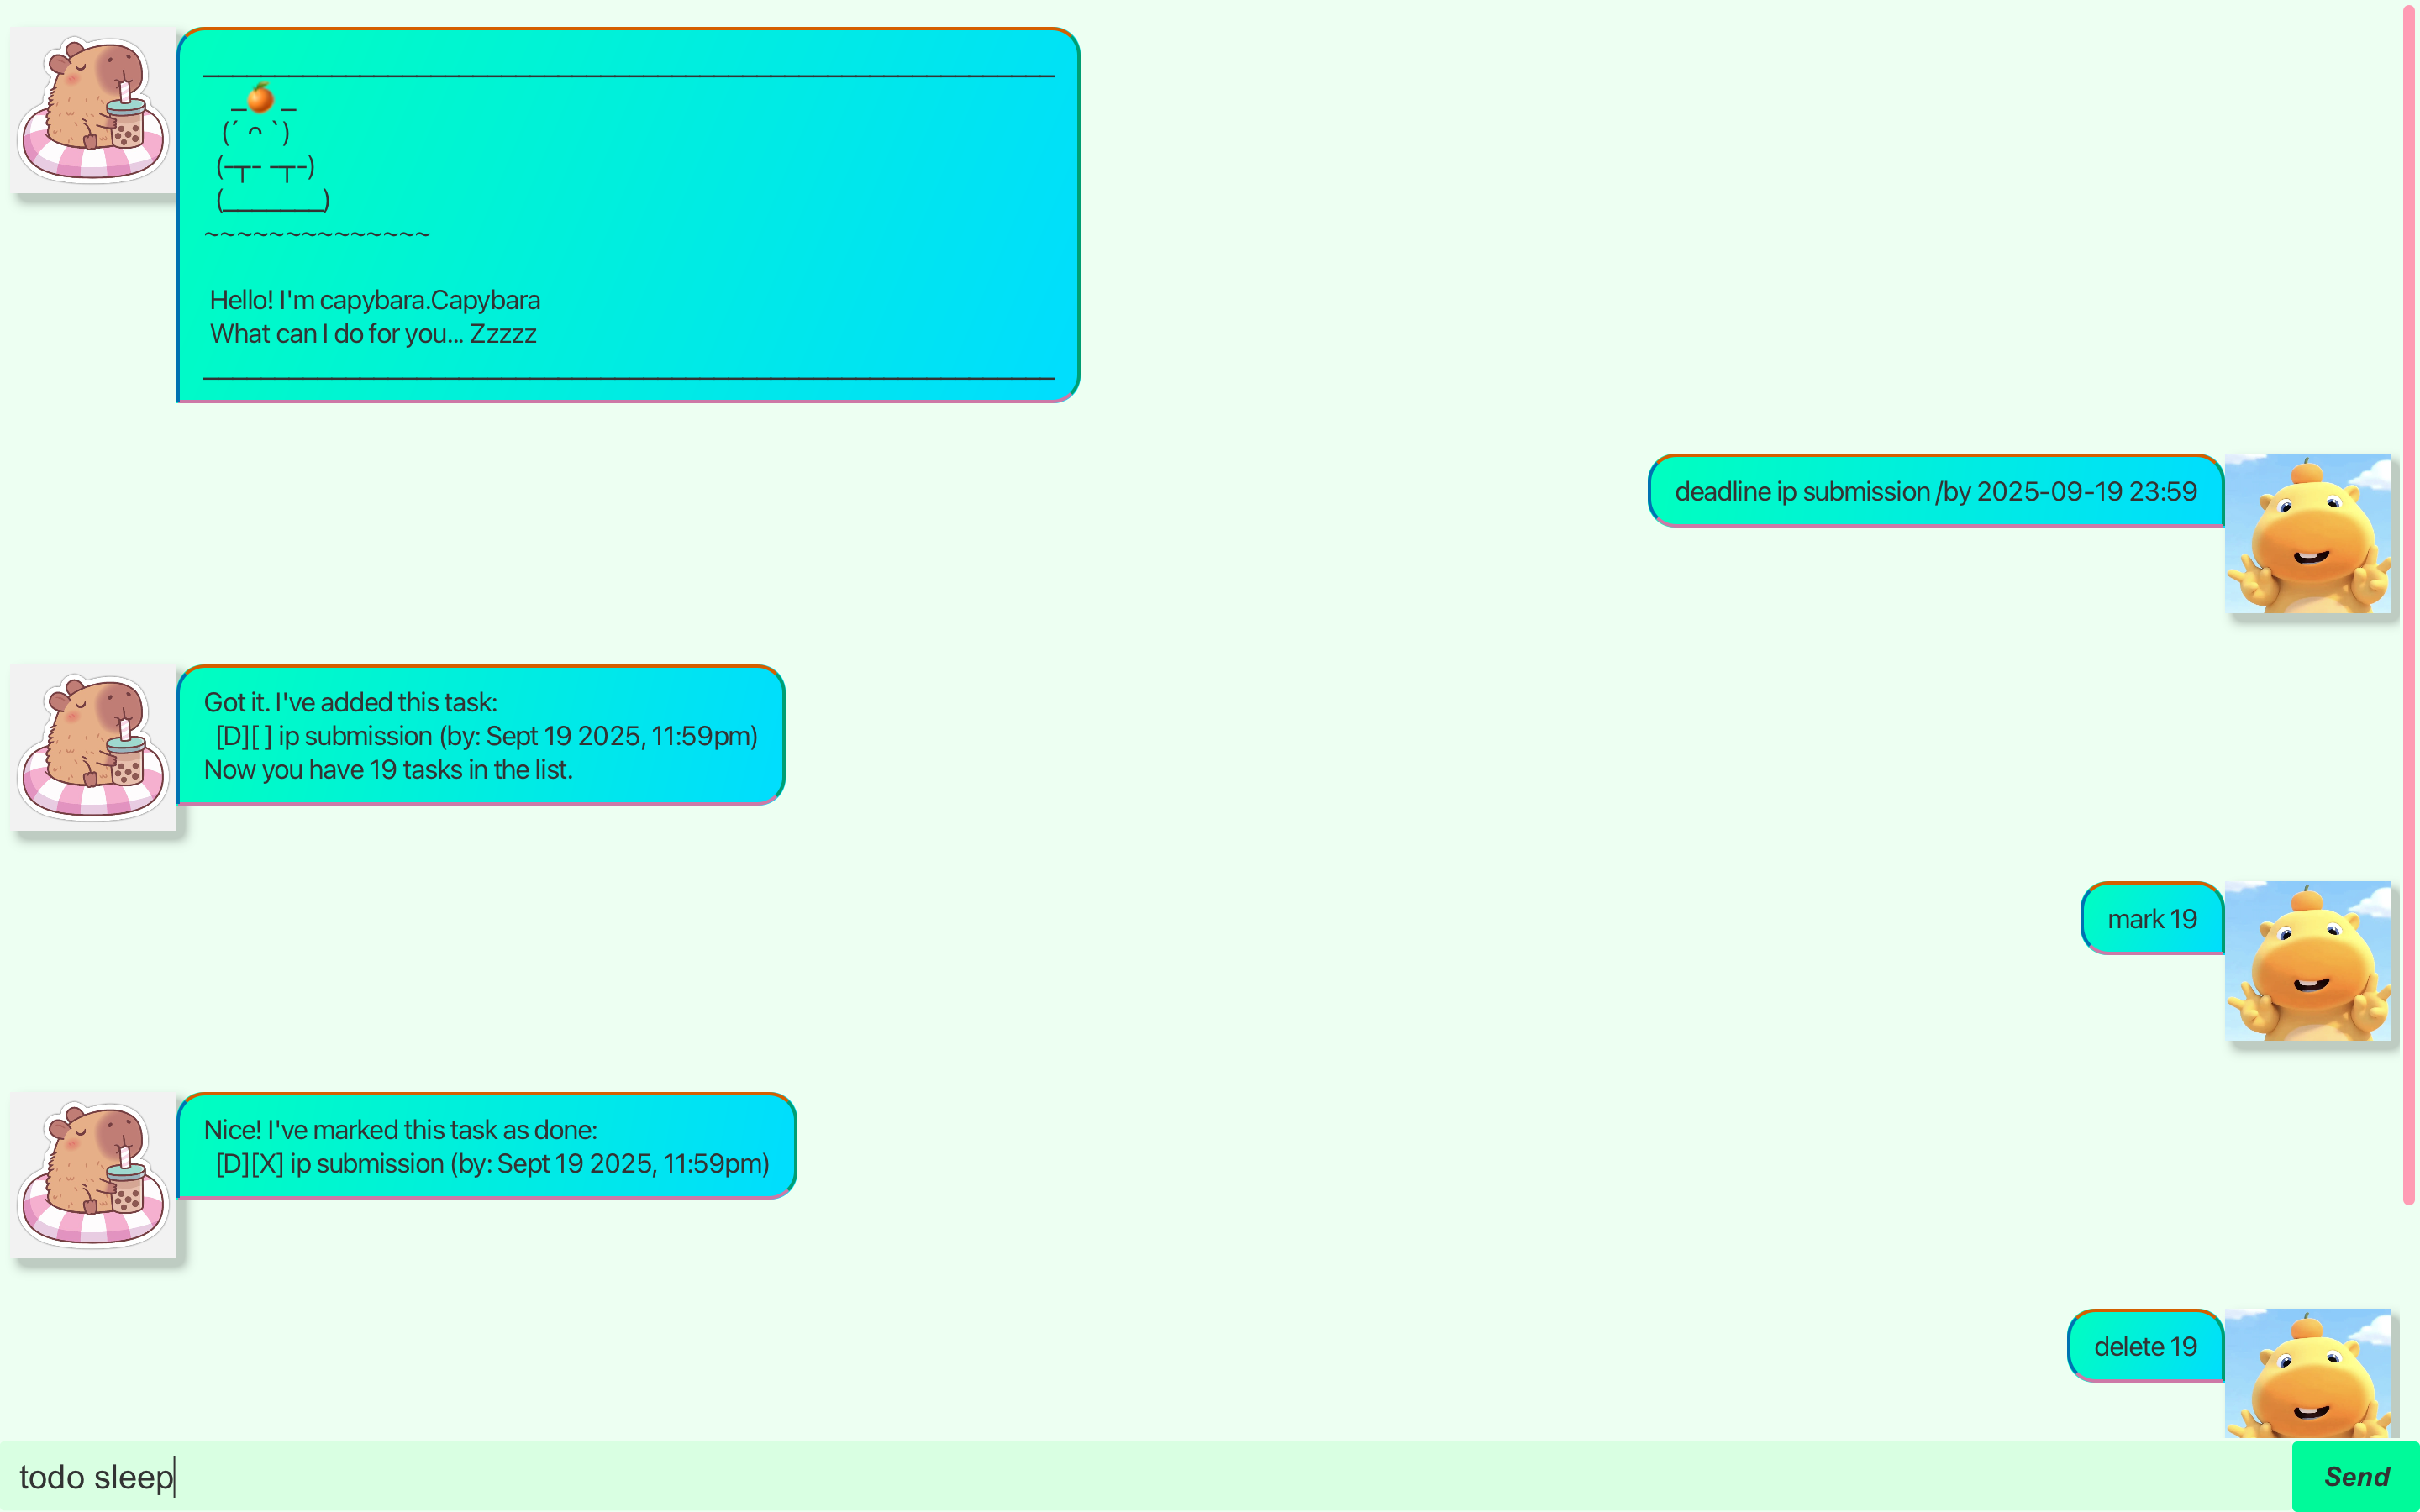 ____________________________________________________________
_🍊_
(´ ᴖ `)
(-┬- -┬-)
(_______)
~~~~~~~~~~~~~~
Hello! I'm capybara.Capybara
What can I do for you... Zzzzz
____________________________________________________________
deadline ip submission /by 2025-09-19 23:59
Got it. I've added this task:
[D][ ] ip submission (by: Sept 19 2025, 11:59pm)
Now you have 19 tasks in the list.
mark 19
Nice! I've marked this task as done:
[D][X] ip submission (by: Sept 19 2025, 11:59pm)
delete 19
todo sleep
Send